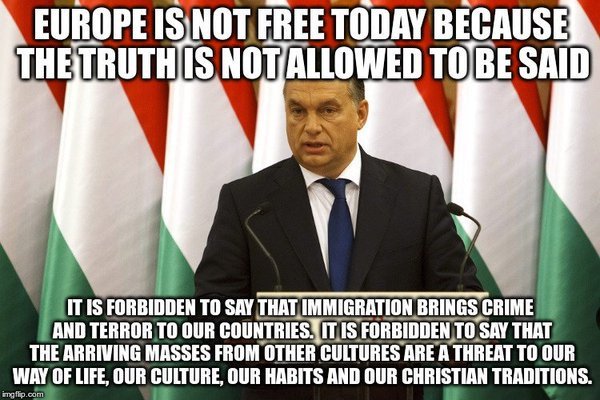 EUROPE IS NOT FREE TODAY BECAUSE
THE TRUTH IS NOT ALLOWED TO BE SAID
IT IS FORBIDDEN TO SAY THAT IMMIGRATION BRINGS CRIME
AND TERROR TO OUR COUNTRIES. IT IS FORBIDDEN TO SAY THAT
THE ARRIVING MASSES FROM OTHER CULTURES ARE A THREAT TO OUR
WAY OF LIFE, OUR CULTURE, OUR HABITS AND OUR CHRISTIAN TRADITIONS.
imgflip.com